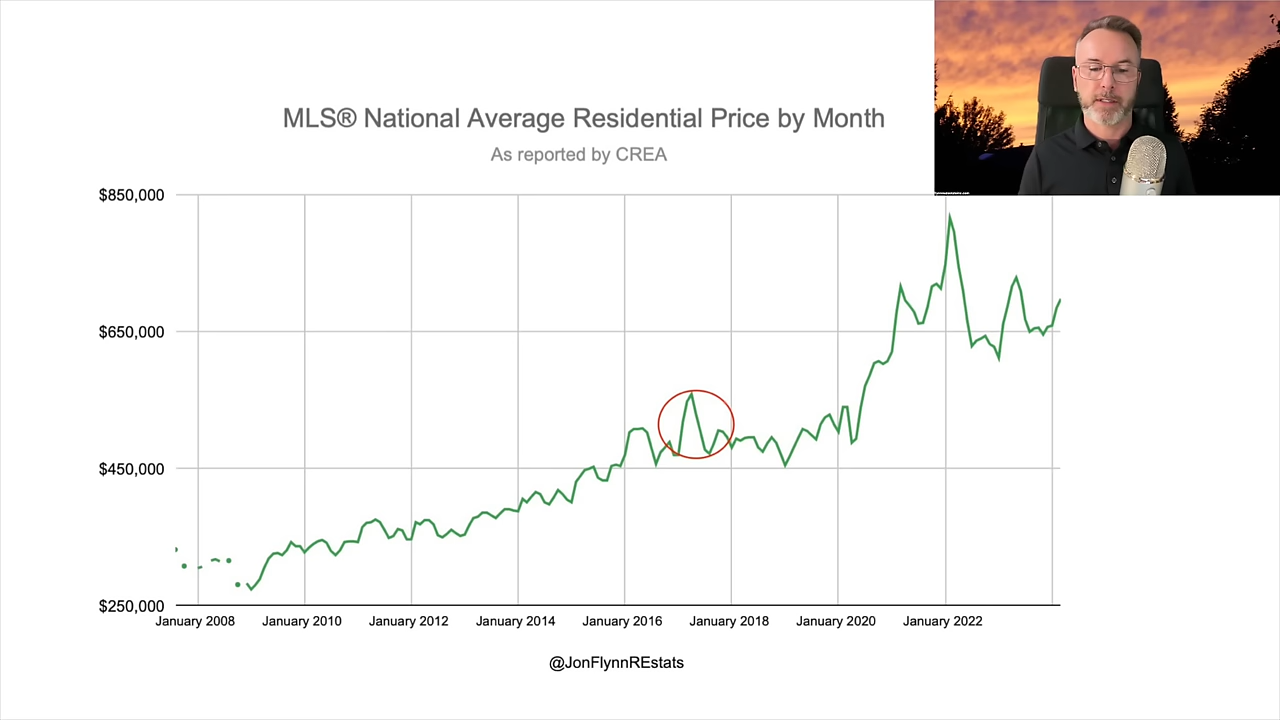 MLS® National Average Residential Price by Month
As reported by CREA
$850,000
$650,000
$450,000
$250,000
January 2008 January 2010 January 2012 January 2014 January 2016 January 2018 January 2020 January 2022
@JonFlynnREstats